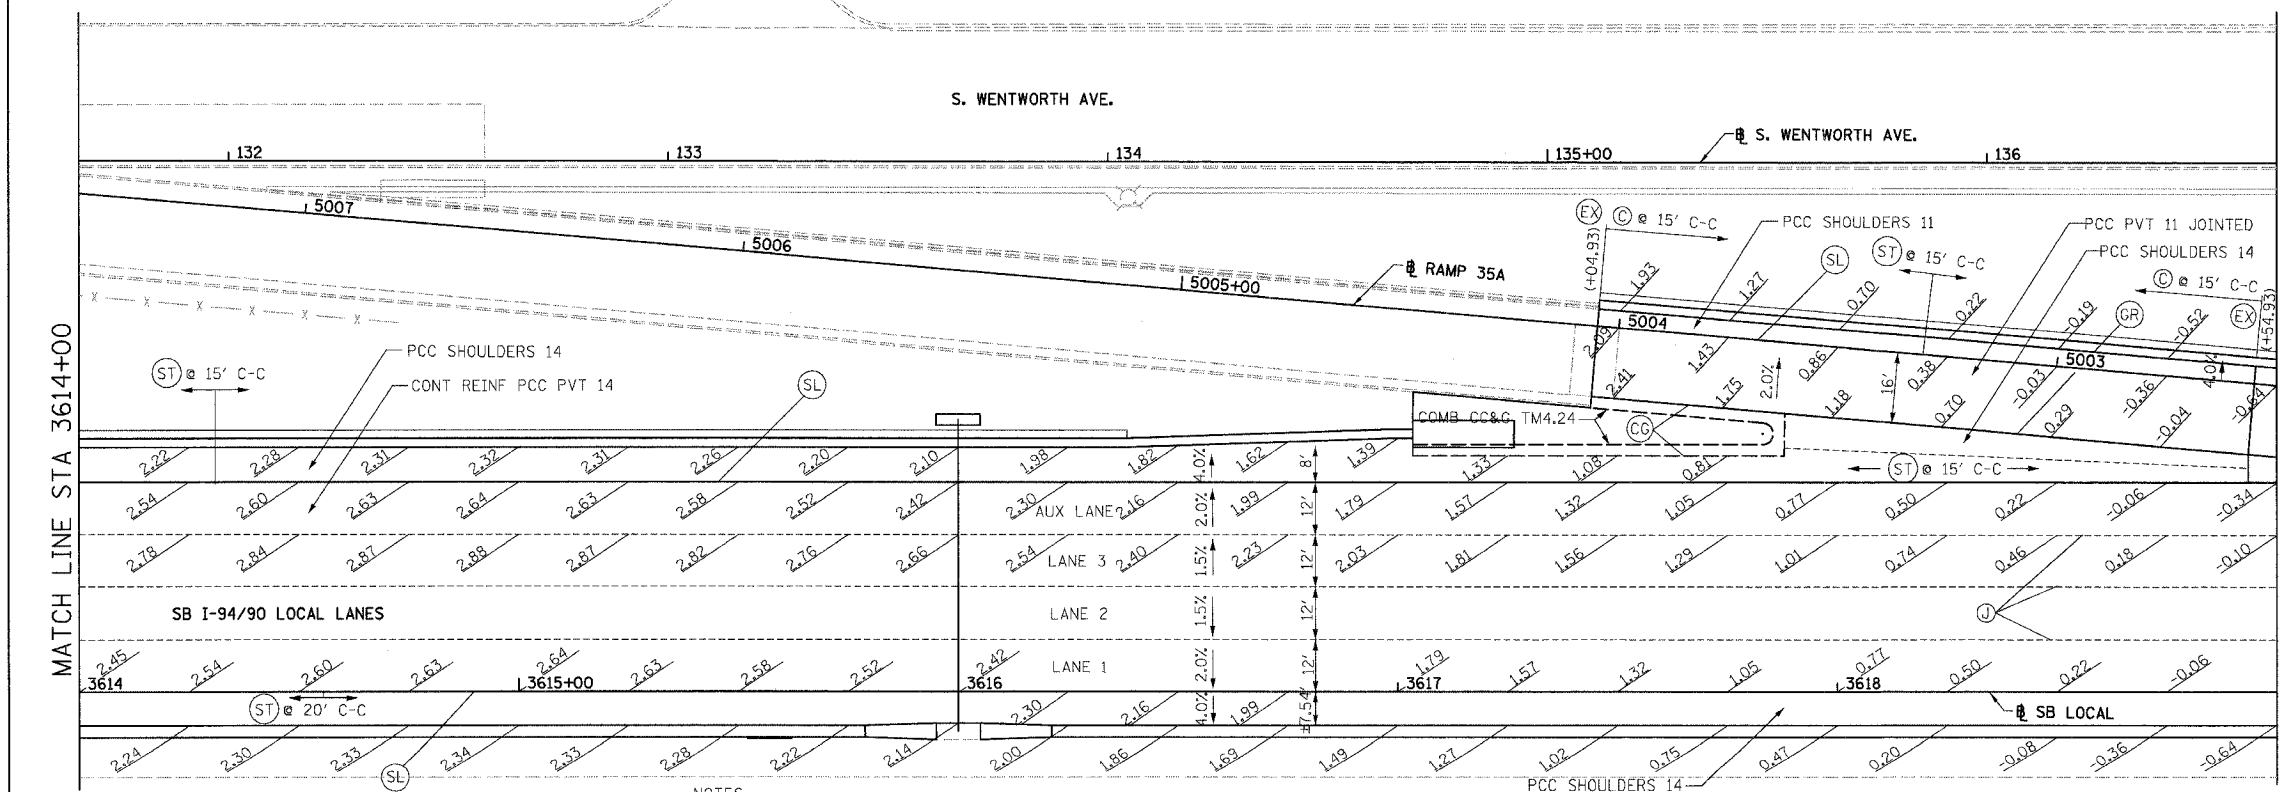 S. WENTWORTH AVE.
℄ S. WENTWORTH AVE.
132
133
134
135+00
136
5007
5006
5005+00
℄ RAMP 35A
5004
5003
EX
C @ 15' C-C
(+04.93)
PCC SHOULDERS 11
SL
ST @ 15' C-C
PCC PVT 11 JOINTED
PCC SHOULDERS 14
C @ 15' C-C
GR
EX
(+54.93)
1.93
1.27
0.70
0.22
-0.19
-0.52
2.09
1.43
0.86
0.38
-0.03
-0.36
-0.64
2.41
1.75
1.18
0.70
0.29
-0.04
2.0%
16'
4.0%
X X X X X X
MATCH LINE STA 3614+00
PCC SHOULDERS 14
ST @ 15' C-C
CONT REINF PCC PVT 14
SL
COMB CC&G TM4.24
CG
ST @ 15' C-C
2.22 2.28 2.31 2.32 2.31 2.26 2.20 2.10 1.98 1.82 1.62 1.39 1.33 1.08 0.81
4.0%
8'
2.54 2.60 2.63 2.64 2.63 2.58 2.52 2.42 2.30 2.16 1.99 1.79 1.57 1.32 1.05 0.77 0.50 0.22 -0.06 -0.34
AUX LANE
2.0%
12'
2.78 2.84 2.87 2.88 2.87 2.82 2.76 2.66 2.54 2.40 2.23 2.03 1.81 1.56 1.29 1.01 0.74 0.46 0.18 -0.10
LANE 3
1.5%
12'
SB I-94/90 LOCAL LANES
LANE 2
1.5%
12'
J
2.45 2.54 2.60 2.63 2.64 2.63 2.58 2.52 2.42
LANE 1
2.0%
12'
1.79 1.57 1.32 1.05 0.77 0.50 0.22 -0.06
3614
3615+00
3616
3617
3618
ST @ 20' C-C
2.30 2.16 1.99
4.0%
±7.54'
℄ SB LOCAL
2.24 2.30 2.33 2.34 2.33 2.28 2.22 2.14 2.00 1.86 1.69 1.49 1.27 1.02 0.75 0.47 0.20 -0.08 -0.36 -0.64
SL
NOTES
PCC SHOULDERS 14